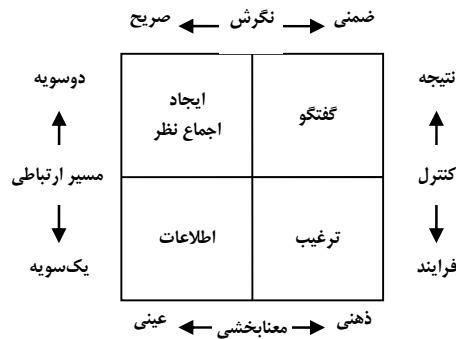 ضمنی نگرش صریح
نتیجه
کنترل
فرایند
گفتگو
ایجاد
اجماع نظر
ترغیب
اطلاعات
دوسویه
مسیر ارتباطی
یک‌سویه
ذهنی معنابخشی عینی